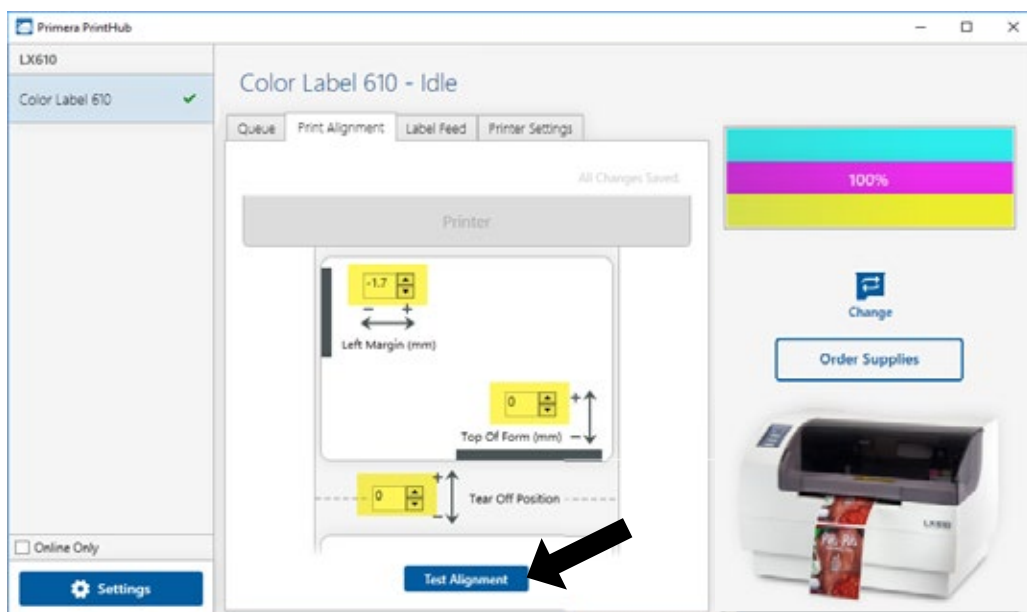 Primera PrintHub
LX610
Color Label 610
Color Label 610 - Idle
Queue Print Alignment Label Feed Printer Settings
All Changes Saved.
100%
Printer
-1.7
- +
Left Margin (mm)
Change
Order Supplies
0 +
Top Of Form (mm) -
+
0 Tear Off Position
-
LX610
Online Only
Test Alignment
Settings